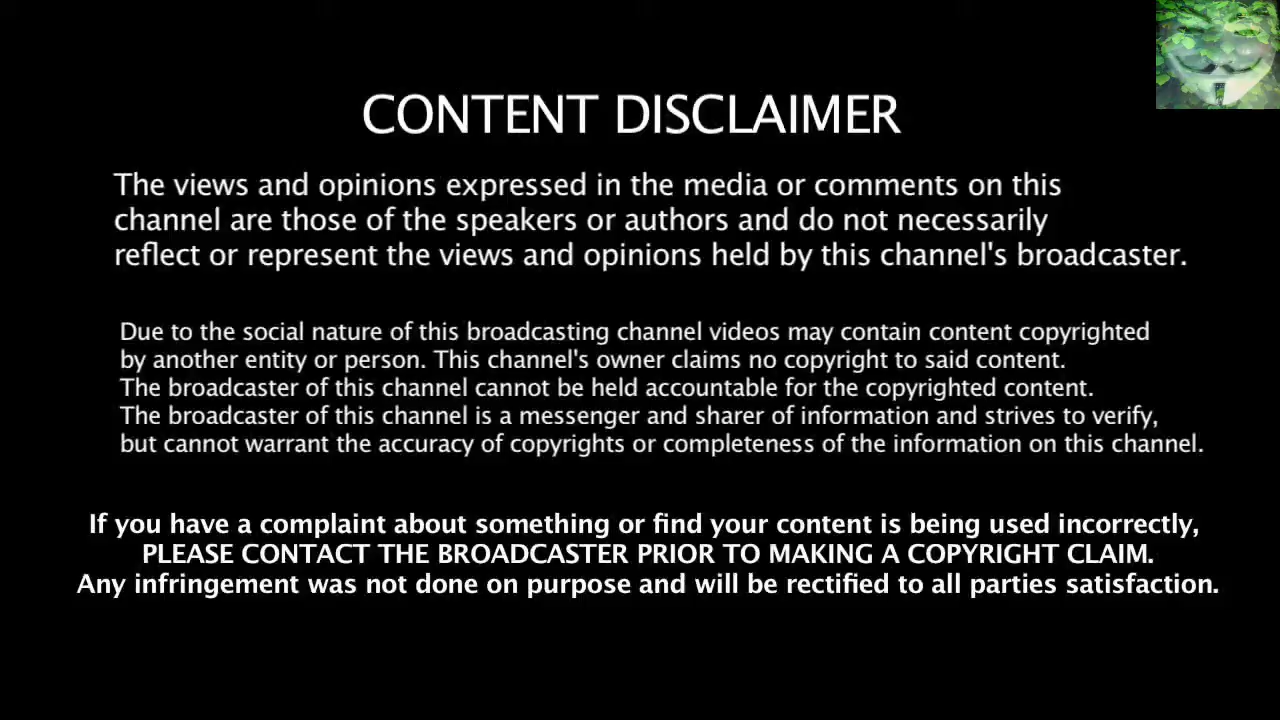 CONTENT DISCLAIMER
The views and opinions expressed in the media or comments on this
channel are those of the speakers or authors and do not necessarily
reflect or represent the views and opinions held by this channel's broadcaster.
Due to the social nature of this broadcasting channel videos may contain content copyrighted
by another entity or person. This channel's owner claims no copyright to said content.
The broadcaster of this channel cannot be held accountable for the copyrighted content.
The broadcaster of this channel is a messenger and sharer of information and strives to verify,
but cannot warrant the accuracy of copyrights or completeness of the information on this channel.
If you have a complaint about something or find your content is being used incorrectly,
PLEASE CONTACT THE BROADCASTER PRIOR TO MAKING A COPYRIGHT CLAIM.
Any infringement was not done on purpose and will be rectified to all parties satisfaction.